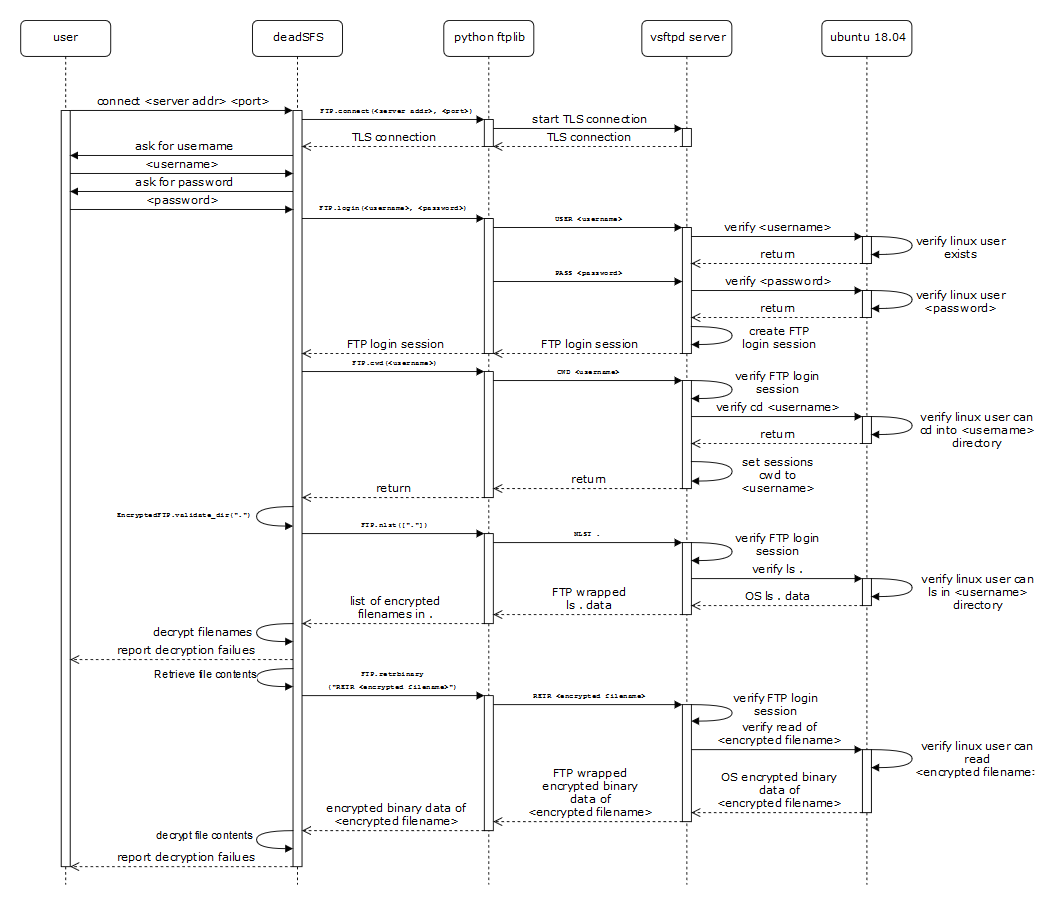 user
deadSFS
python ftplib
vsftpd server
ubuntu 18.04
connect <server addr> <port>
FTP.connect(<server addr>, <port>)
start TLS connection
TLS connection
TLS connection
ask for username
<username>
ask for password
<password>
FTP.login(<username>, <password>)
USER <username>
verify <username>
verify linux user
exists
return
PASS <password>
verify <password>
verify linux user
<password>
return
create FTP
login session
FTP login session
FTP login session
FTP.cwd(<username>)
CWD <username>
verify FTP login
session
verify cd <username>
verify linux user can
cd into <username>
directory
return
set sessions
cwd to
<username>
return
return
EncryptedFTP.validate_dir(".")
FTP.nlst(["."])
NLST .
verify FTP login
session
verify ls .
verify linux user can
ls in <username>
directory
OS ls . data
FTP wrapped
ls . data
list of encrypted
filenames in .
decrypt filenames
report decryption failues
Retrieve file contents
FTP.retrbinary
("RETR <encrypted filename>")
RETR <encrypted filename>
verify FTP login
session
verify read of
<encrypted filename>
verify linux user can
read
<encrypted filename:
OS encrypted binary
data of
<encrypted filename>
FTP wrapped
encrypted binary
data of
<encrypted filename>
encrypted binary data of
<encrypted filename>
decrypt file contents
report decryption failues